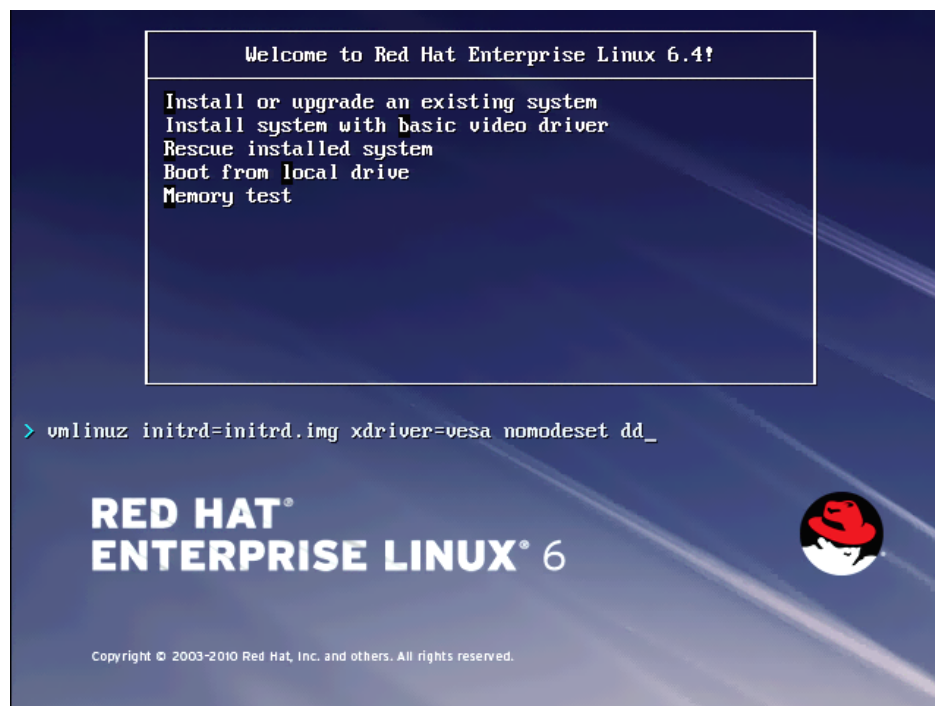 Welcome to Red Hat Enterprise Linux 6.4!
Install or upgrade an existing system
Install system with basic video driver
Rescue installed system
Boot from local drive
Memory test
> vmlinuz initrd=initrd.img xdriver=vesa nomodeset dd_
RED HAT®
ENTERPRISE LINUX® 6
Copyright © 2003-2010 Red Hat, Inc. and others. All rights reserved.